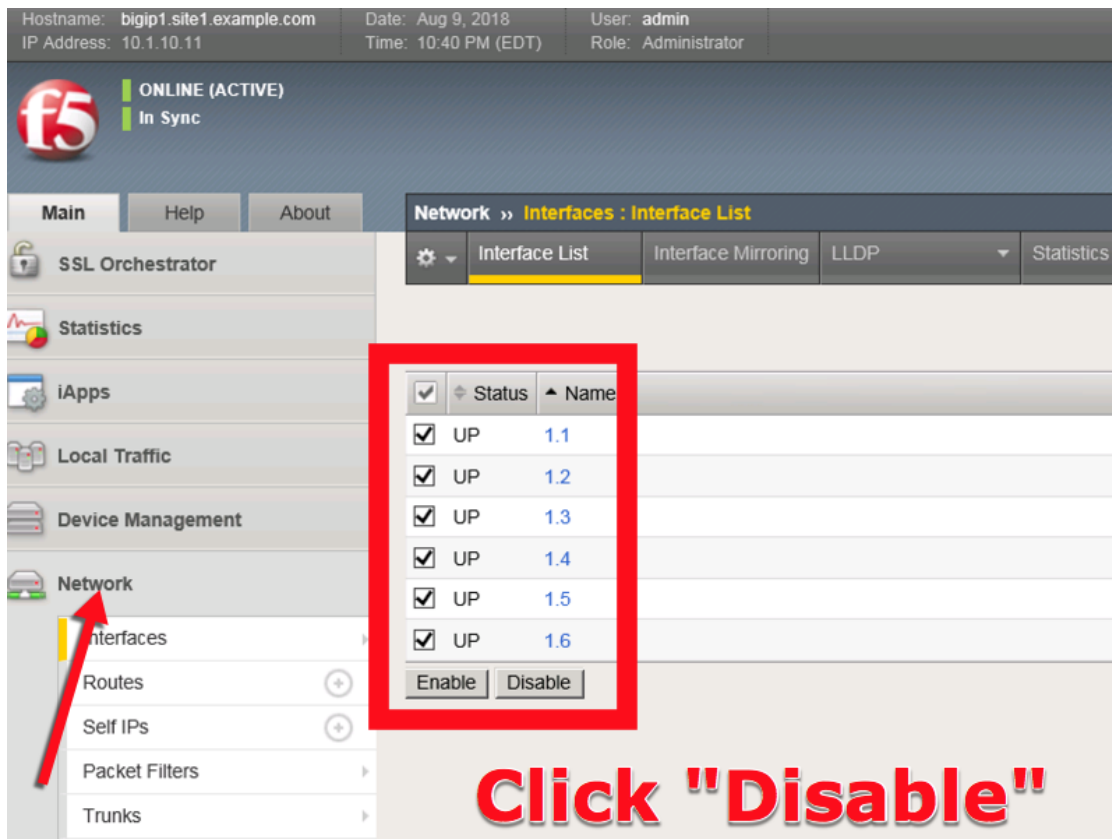 Hostname: bigip1.site1.example.com Date: Aug 9, 2018 User: admin
IP Address: 10.1.10.11 Time: 10:40 PM (EDT) Role: Administrator
f5
ONLINE (ACTIVE)
In Sync
Main Help About
Network ›› Interfaces : Interface List
Interface List Interface Mirroring LLDP Statistics
SSL Orchestrator
Statistics
iApps
Local Traffic
Device Management
Network
Interfaces
Routes
Self IPs
Packet Filters
Trunks
Status Name
UP 1.1
UP 1.2
UP 1.3
UP 1.4
UP 1.5
UP 1.6
Enable Disable
Click "Disable"